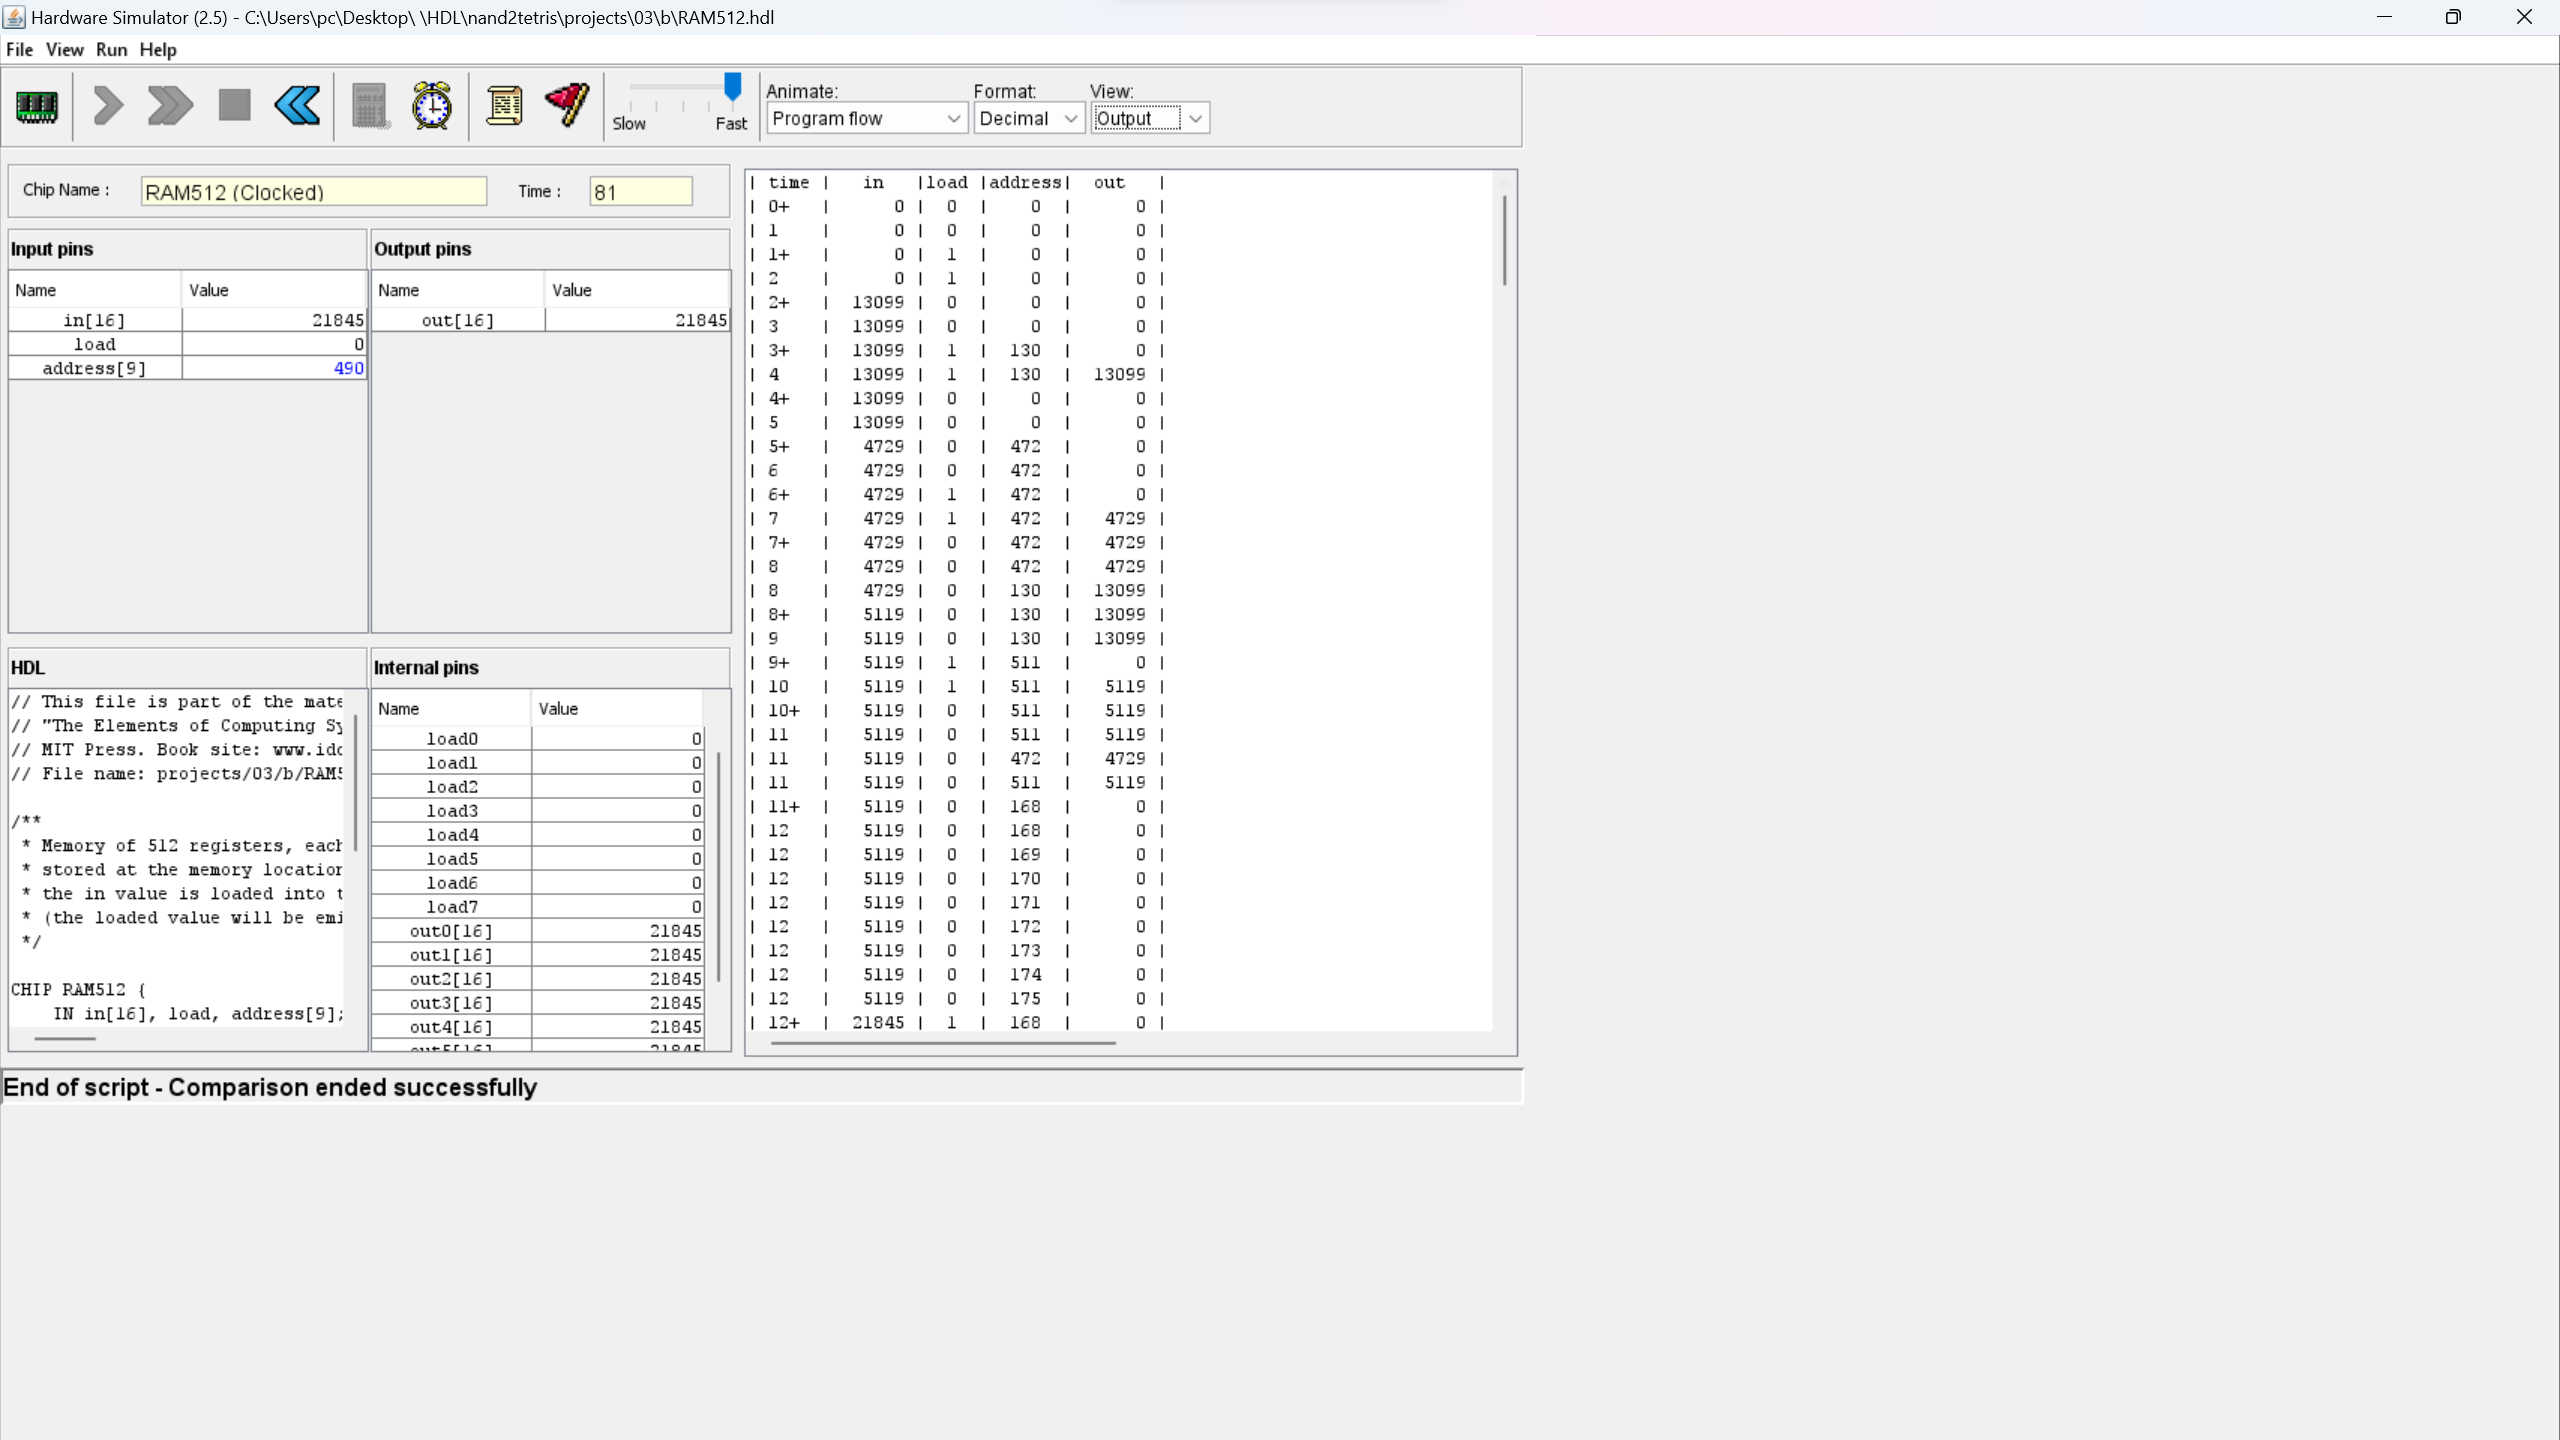 Hardware Simulator (2.5) - C:\Users\pc\Desktop\ \HDL\nand2tetris\projects\03\b\RAM512.hdl
File View Run Help
Slow Fast
Animate: Format: View:
Program flow Decimal Output
Chip Name : RAM512 (Clocked) Time : 81
Input pins
Name Value
in[16] 21845
load 0
address[9] 490
Output pins
Name Value
out[16] 21845
HDL
// This file is part of the mate
// "The Elements of Computing Sy
// MIT Press. Book site: www.idc
// File name: projects/03/b/RAM5
/**
* Memory of 512 registers, each
* stored at the memory location
* the in value is loaded into t
* (the loaded value will be emi
*/
CHIP RAM512 {
IN in[16], load, address[9];
Internal pins
Name Value
load0 0
load1 0
load2 0
load3 0
load4 0
load5 0
load6 0
load7 0
out0[16] 21845
out1[16] 21845
out2[16] 21845
out3[16] 21845
out4[16] 21845
| time | in |load |address| out |
| 0+ | 0 | 0 | 0 | 0 |
| 1 | 0 | 0 | 0 | 0 |
| 1+ | 0 | 1 | 0 | 0 |
| 2 | 0 | 1 | 0 | 0 |
| 2+ | 13099 | 0 | 0 | 0 |
| 3 | 13099 | 0 | 0 | 0 |
| 3+ | 13099 | 1 | 130 | 0 |
| 4 | 13099 | 1 | 130 | 13099 |
| 4+ | 13099 | 0 | 0 | 0 |
| 5 | 13099 | 0 | 0 | 0 |
| 5+ | 4729 | 0 | 472 | 0 |
| 6 | 4729 | 0 | 472 | 0 |
| 6+ | 4729 | 1 | 472 | 0 |
| 7 | 4729 | 1 | 472 | 4729 |
| 7+ | 4729 | 0 | 472 | 4729 |
| 8 | 4729 | 0 | 472 | 4729 |
| 8 | 4729 | 0 | 130 | 13099 |
| 8+ | 5119 | 0 | 130 | 13099 |
| 9 | 5119 | 0 | 130 | 13099 |
| 9+ | 5119 | 1 | 511 | 0 |
| 10 | 5119 | 1 | 511 | 5119 |
| 10+ | 5119 | 0 | 511 | 5119 |
| 11 | 5119 | 0 | 511 | 5119 |
| 11 | 5119 | 0 | 472 | 4729 |
| 11 | 5119 | 0 | 511 | 5119 |
| 11+ | 5119 | 0 | 168 | 0 |
| 12 | 5119 | 0 | 168 | 0 |
| 12 | 5119 | 0 | 169 | 0 |
| 12 | 5119 | 0 | 170 | 0 |
| 12 | 5119 | 0 | 171 | 0 |
| 12 | 5119 | 0 | 172 | 0 |
| 12 | 5119 | 0 | 173 | 0 |
| 12 | 5119 | 0 | 174 | 0 |
| 12 | 5119 | 0 | 175 | 0 |
| 12+ | 21845 | 1 | 168 | 0 |
End of script - Comparison ended successfully